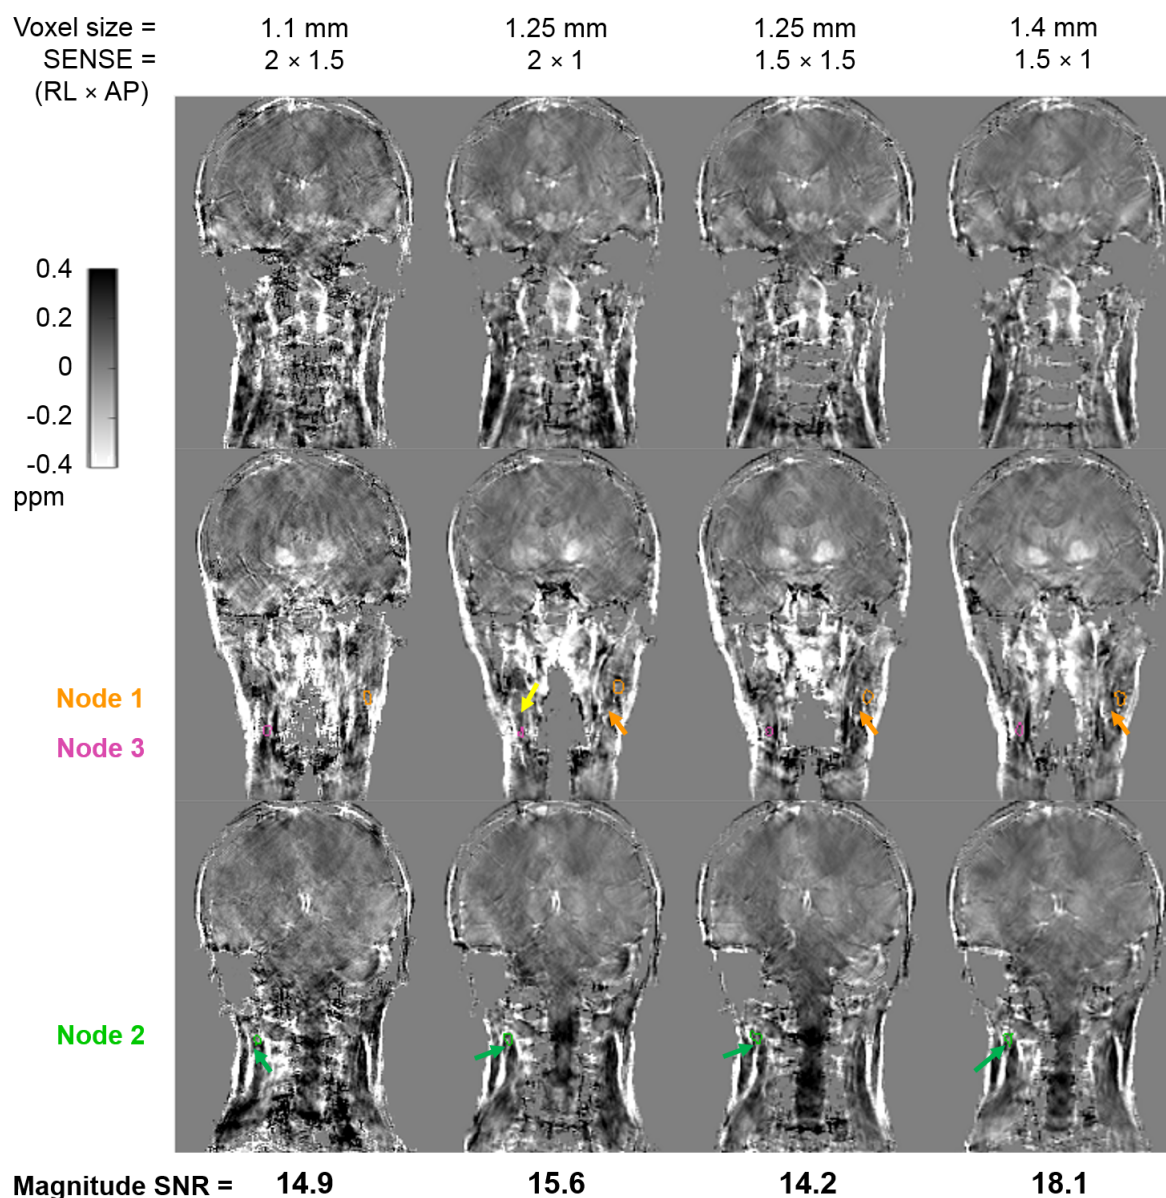 Voxel size = 1.1 mm 1.25 mm 1.25 mm 1.4 mm
SENSE = 2 × 1.5 2 × 1 1.5 × 1.5 1.5 × 1
(RL × AP)
0.4
0.2
0
-0.2
-0.4
ppm
Node 1
Node 3
Node 2
Magnitude SNR = 14.9 15.6 14.2 18.1